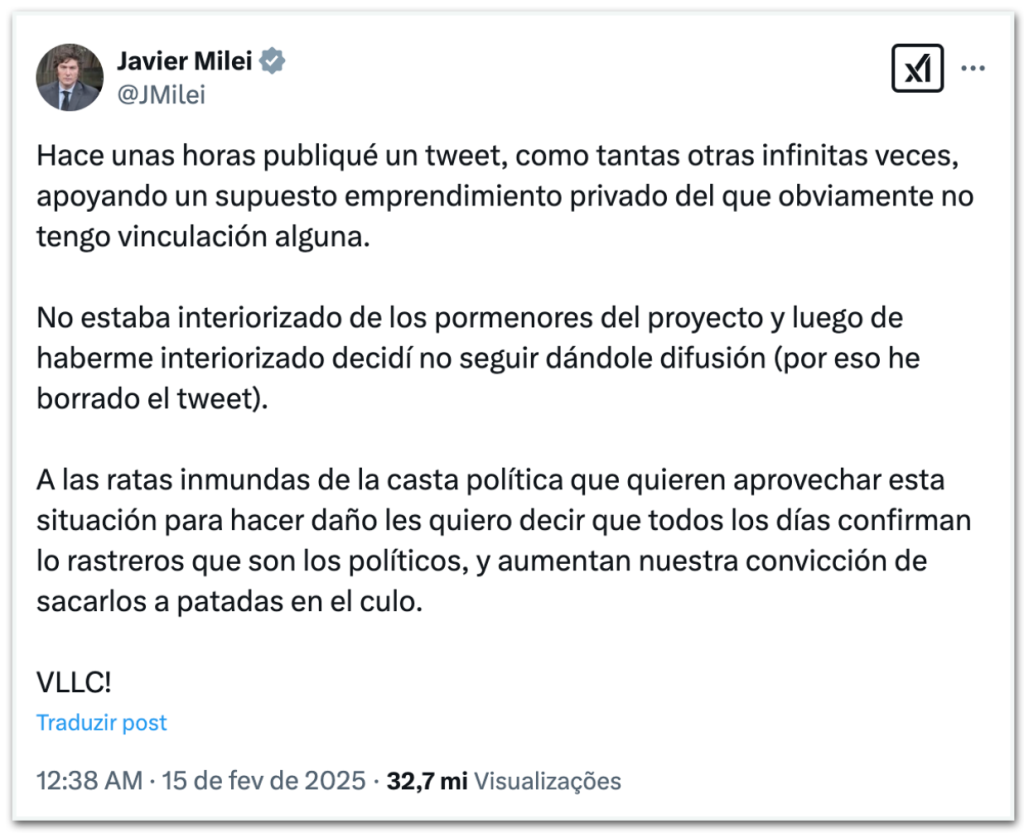 Javier Milei
@JMilei
Hace unas horas publiqué un tweet, como tantas otras infinitas veces,
apoyando un supuesto emprendimiento privado del que obviamente no
tengo vinculación alguna.
No estaba interiorizado de los pormenores del proyecto y luego de
haberme interiorizado decidí no seguir dándole difusión (por eso he
borrado el tweet).
A las ratas inmundas de la casta política que quieren aprovechar esta
situación para hacer daño les quiero decir que todos los días confirman
lo rastreros que son los políticos, y aumentan nuestra convicción de
sacarlos a patadas en el culo.
VLLC!
Traduzir post
12:38 AM · 15 de fev de 2025 · 32,7 mi Visualizações